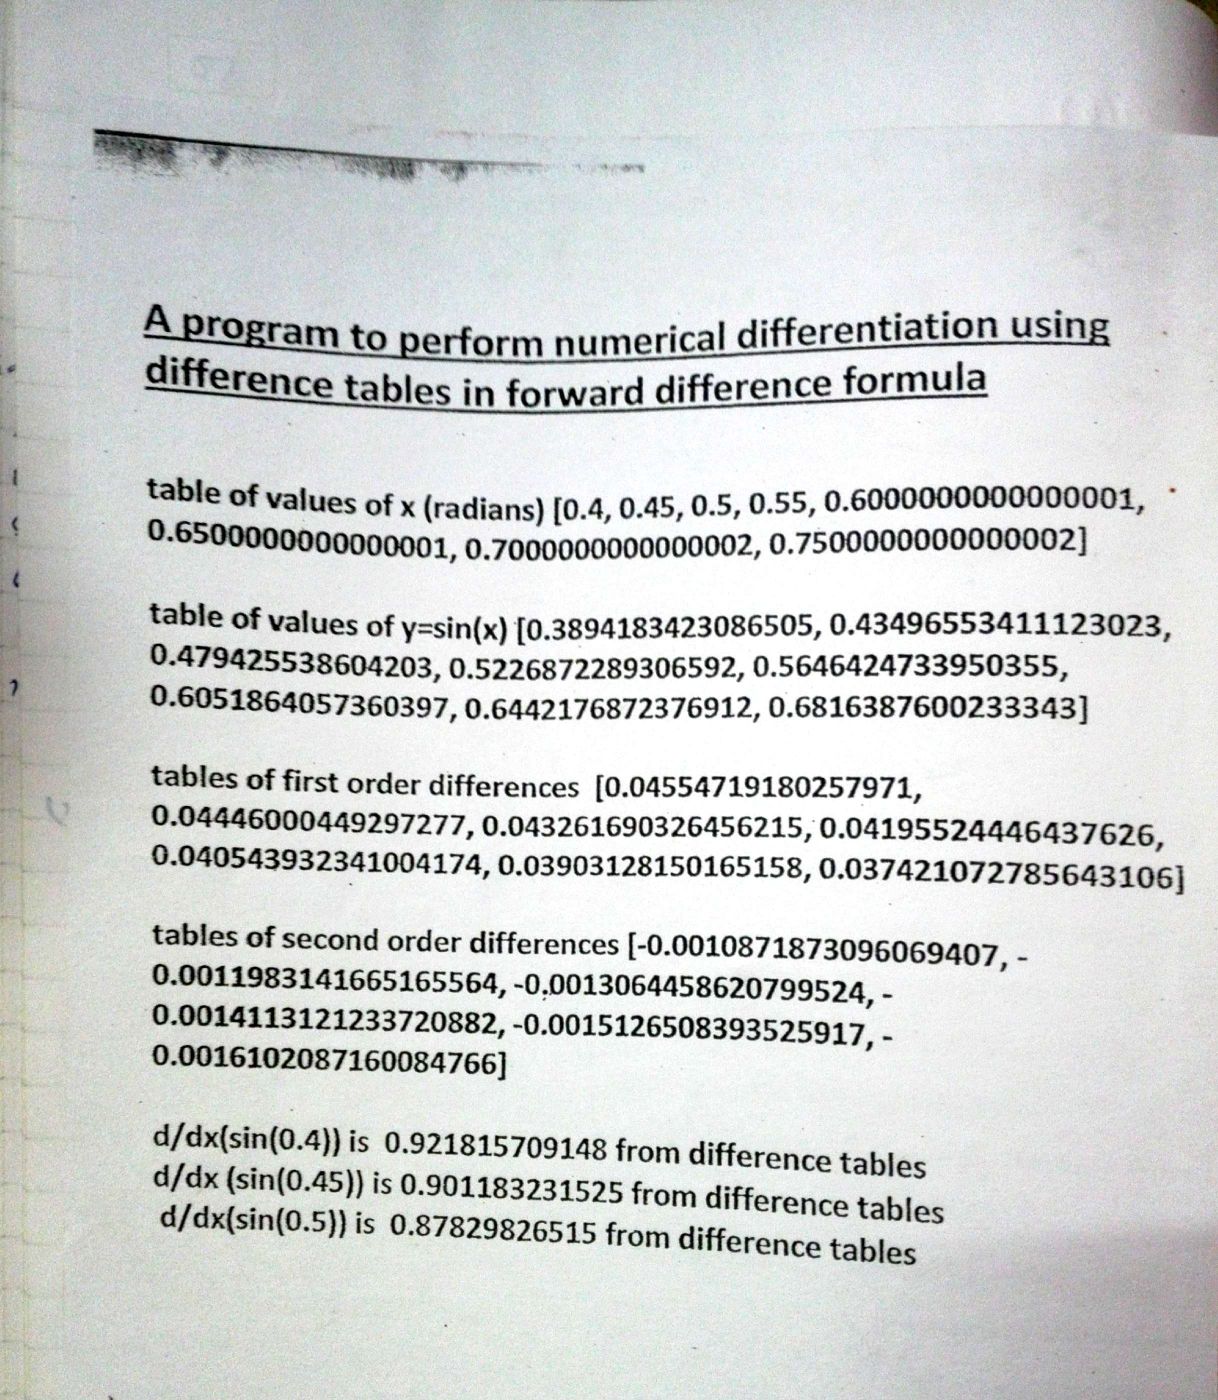 A program to perform numerical differentiation using
difference tables in forward difference formula
table of values of x (radians) [0.4, 0.45, 0.5, 0.55, 0.6000000000000001,
0.6500000000000001, 0.7000000000000002, 0.7500000000000002]
table of values of y=sin(x) [0.3894183423086505, 0.43496553411123023,
0.479425538604203, 0.5226872289306592, 0.5646424733950355,
0.6051864057360397, 0.6442176872376912, 0.6816387600233343]
tables of first order differences [0.04554719180257971,
0.04446000449297277, 0.043261690326456215, 0.04195524446437626,
0.040543932341004174, 0.03903128150165158, 0.037421072785643106]
tables of second order differences [-0.0010871873096069407, -
0.0011983141665165564, -0.0013064458620799524, -
0.0014113121233720882, -0.0015126508393525917, -
0.0016102087160084766]
d/dx(sin(0.4)) is 0.921815709148 from difference tables
d/dx (sin(0.45)) is 0.901183231525 from difference tables
d/dx(sin(0.5)) is 0.87829826515 from difference tables